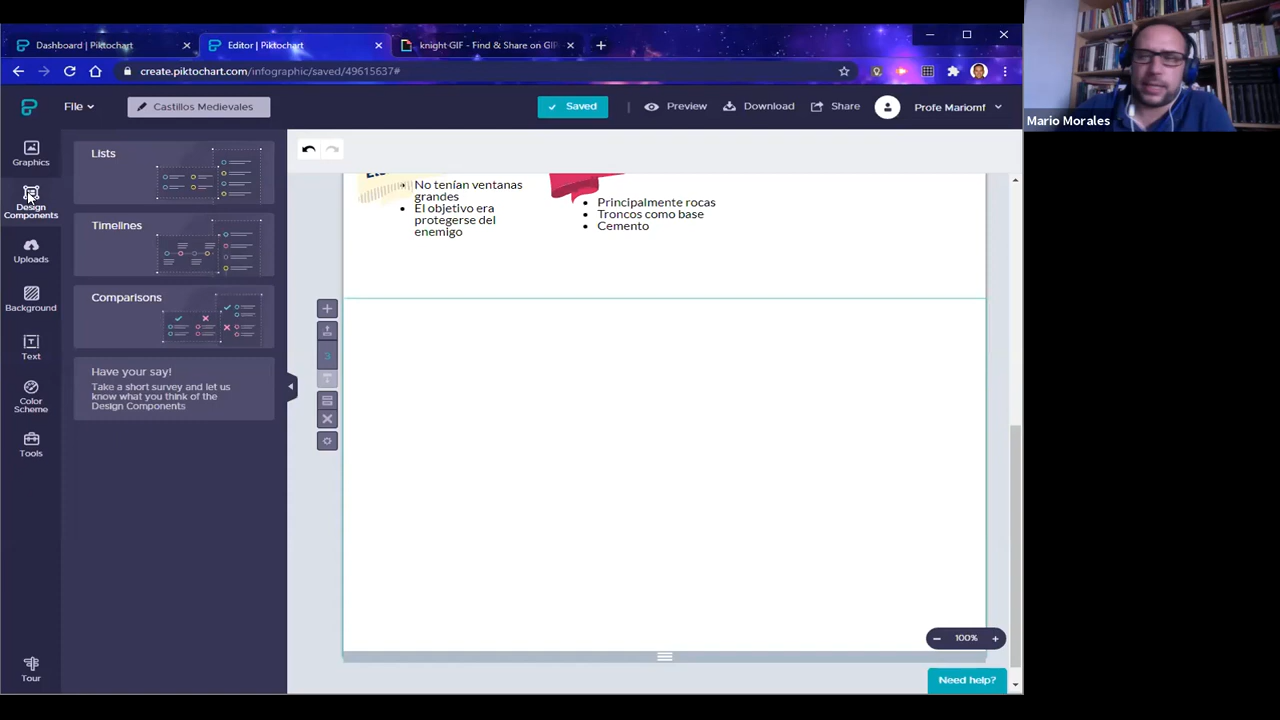 Dashboard | Piktochart
Editor | Piktochart
knight GIF - Find & Share on GIP
create.piktochart.com/infographic/saved/49615637#
File
Castillos Medievales
Saved
Preview
Download
Share
Profe Mariomf
Mario Morales
Graphics
Design
Components
Uploads
Background
Text
Color
Scheme
Tools
Tour
Lists
Timelines
Comparisons
Have your say!
Take a short survey and let us
know what you think of the
Design Components
No tenían ventanas
grandes
El objetivo era
protegerse del
enemigo
Principalmente rocas
Troncos como base
Cemento
3
100%
Need help?